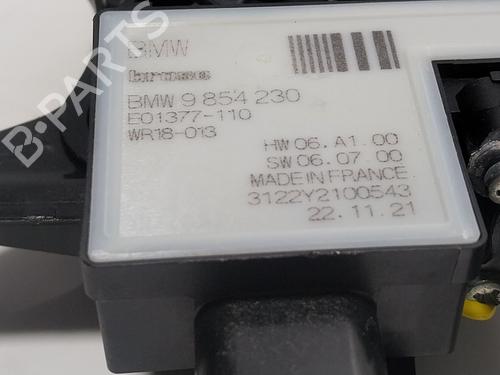 B-PARTS
BMW
brose
BMW 9 854 230
E01377-110
WR18-013
HW 06.A1.00
SW 06.07.00
MADE IN FRANCE
3122Y2100543
22.11.21